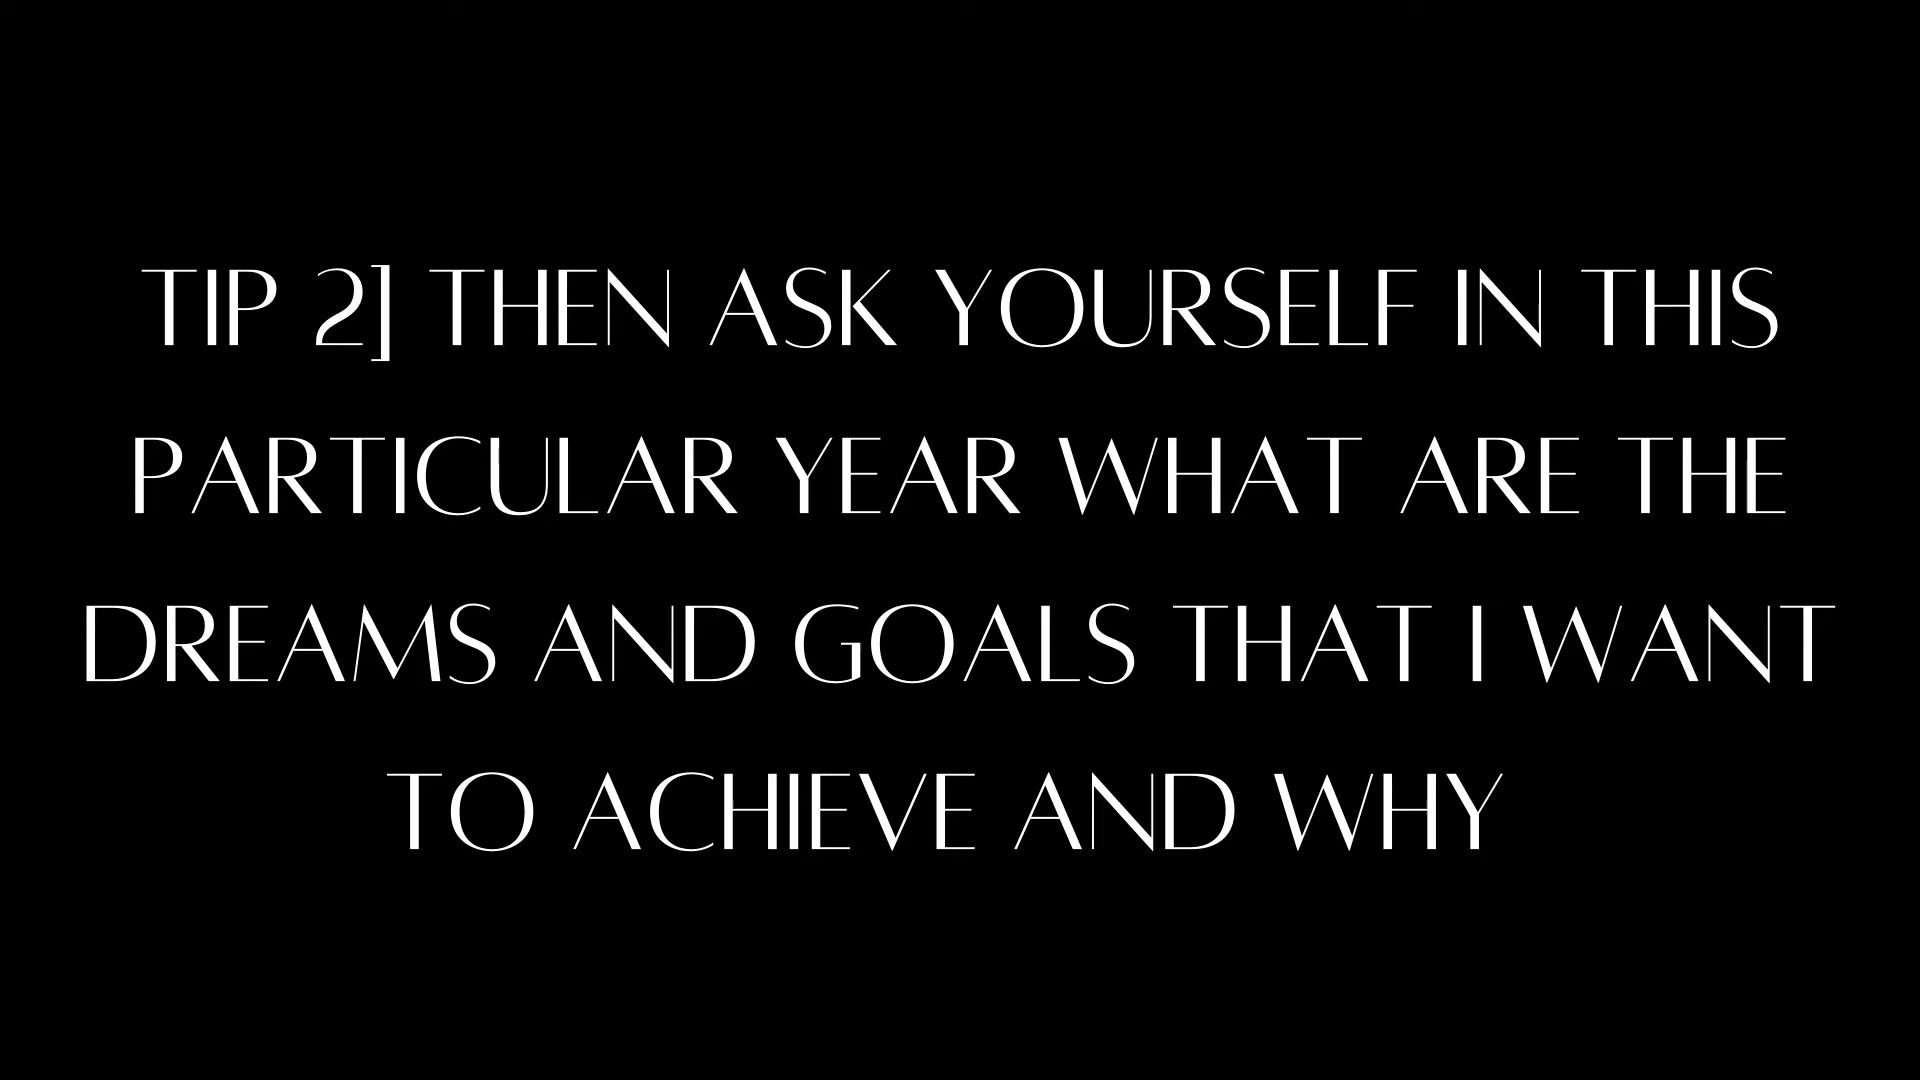 TIP 2] THEN ASK YOURSELF IN THIS
PARTICULAR YEAR WHAT ARE THE
DREAMS AND GOALS THAT I WANT
TO ACHIEVE AND WHY